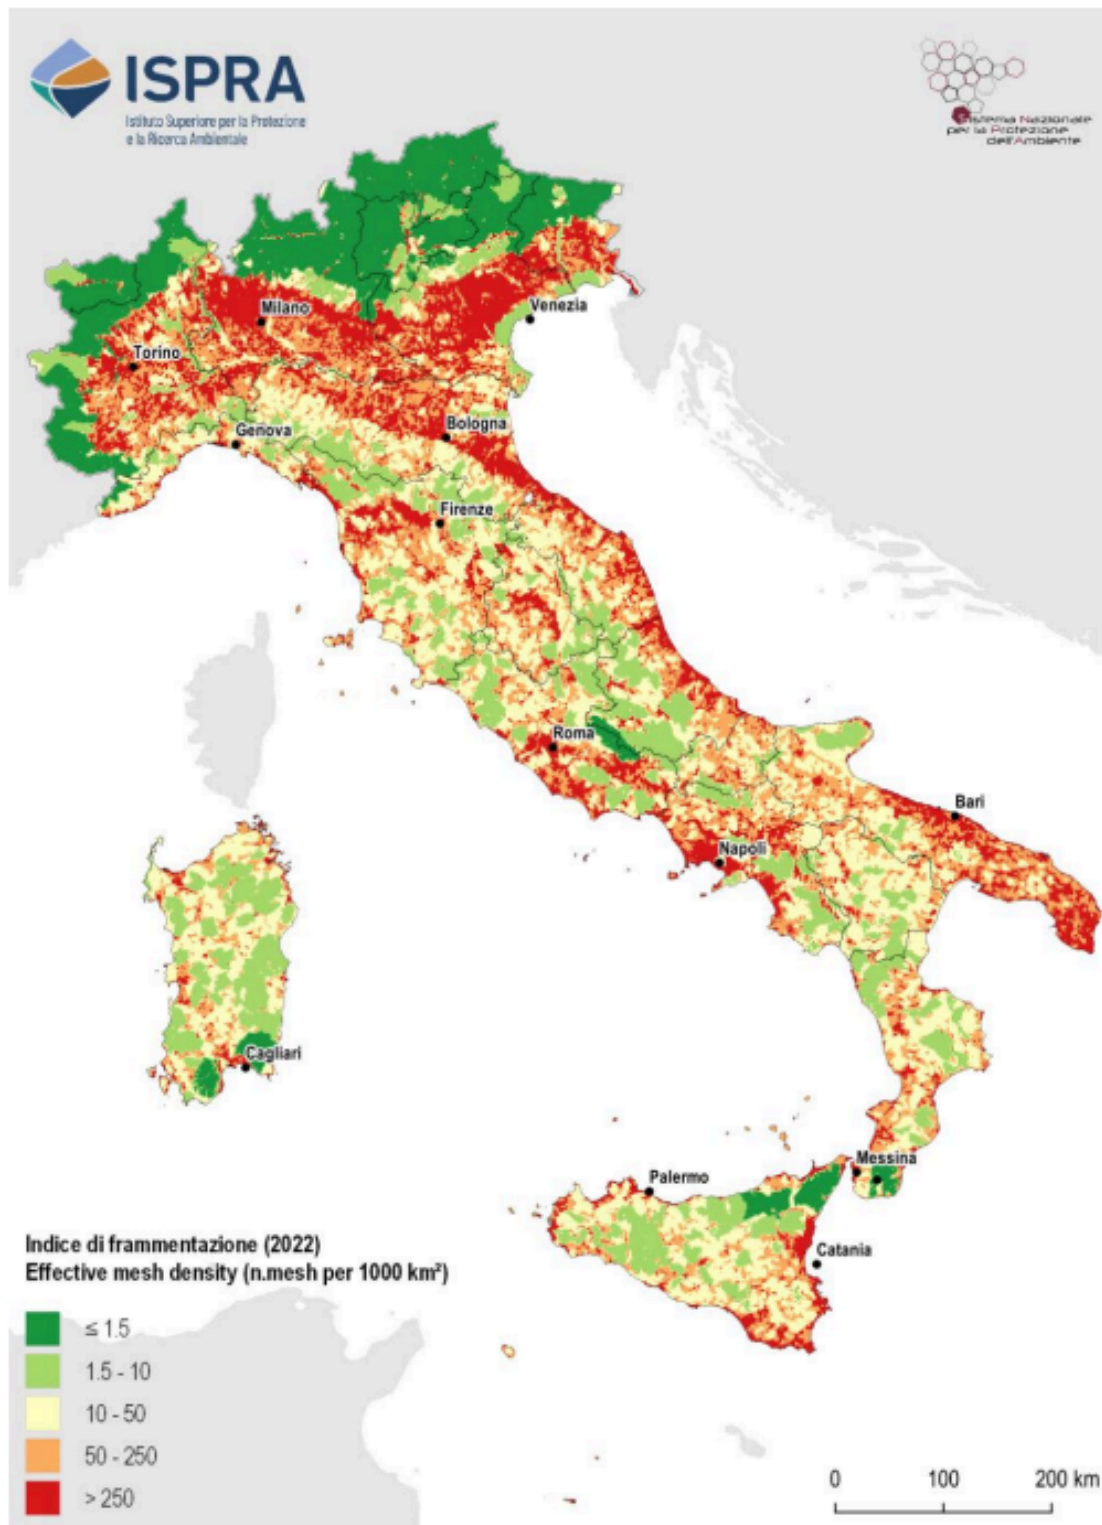 ISPRA
Istituto Superiore per la Protezione
e la Ricerca Ambientale
Sistema Nazionale
per la Protezione
dell'Ambiente
Milano
Venezia
Torino
Genova
Bologna
Firenze
Roma
Bari
Napoli
Cagliari
Messina
Palermo
Catania
Indice di frammentazione (2022)
Effective mesh density (n.mesh per 1000 km²)
≤ 1.5
1.5 - 10
10 - 50
50 - 250
> 250
0 100 200 km